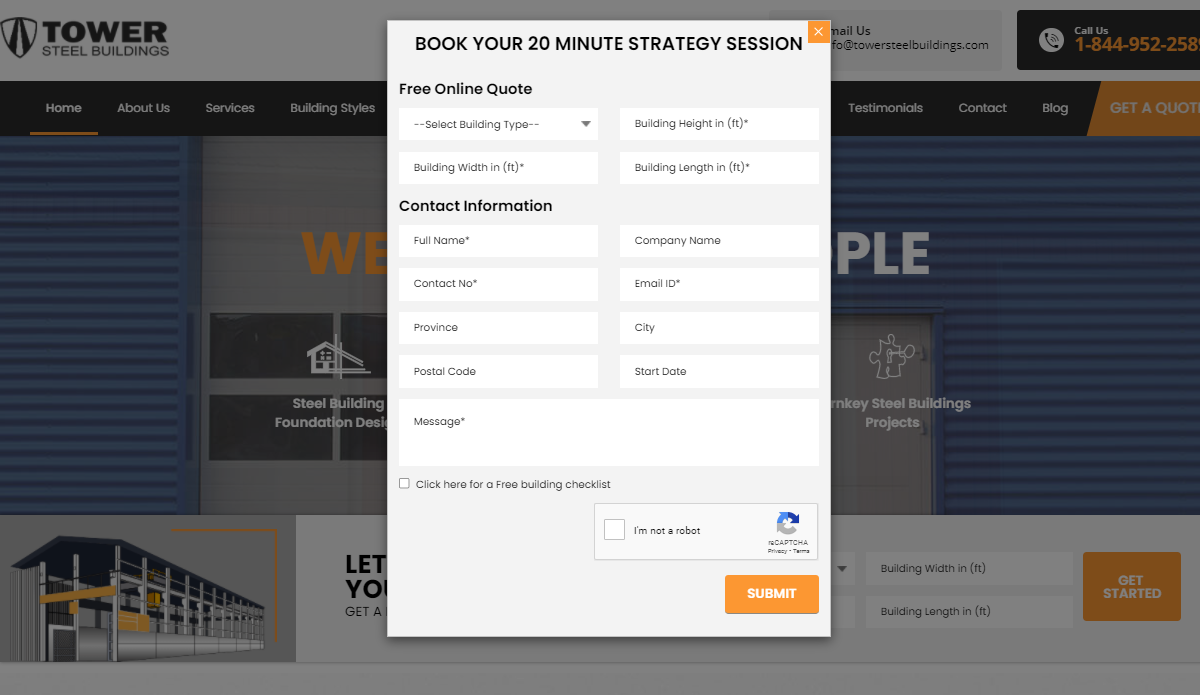 TOWER
STEEL BUILDINGS
BOOK YOUR 20 MINUTE STRATEGY SESSION
mail Us
fo@towersteelbuildings.com
Call Us
1-844-952-2589
Home
About Us
Services
Building Styles
Testimonials
Contact
Blog
GET A QUOTE
Free Online Quote
--Select Building Type--
Building Height in (ft)*
Building Width in (ft)*
Building Length in (ft)*
Contact Information
Full Name*
Company Name
Contact No*
Email ID*
Province
City
Postal Code
Start Date
Message*
Click here for a Free building checklist
I'm not a robot
reCAPTCHA
Privacy - Terms
SUBMIT
WE
OPLE
Steel Building
Foundation Desig
rnkey Steel Buildings
Projects
LET
YOU
GET A
Building Width in (ft)
Building Length in (ft)
GET
STARTED